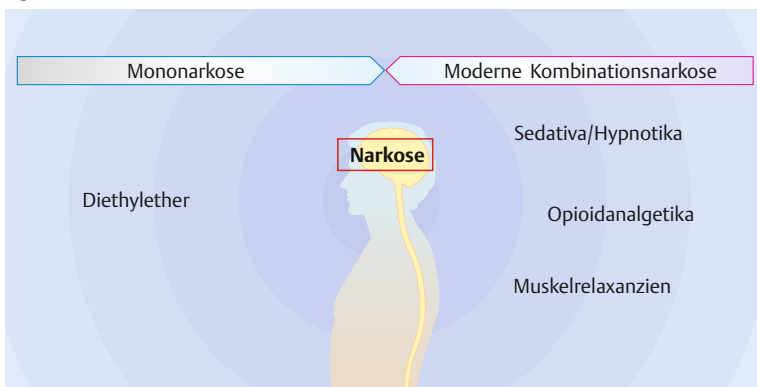 Mononarkose
Moderne Kombinationsnarkose
Sedativa/Hypnotika
Narkose
Diethylether
Opioidanalgetika
Muskelrelaxanzien